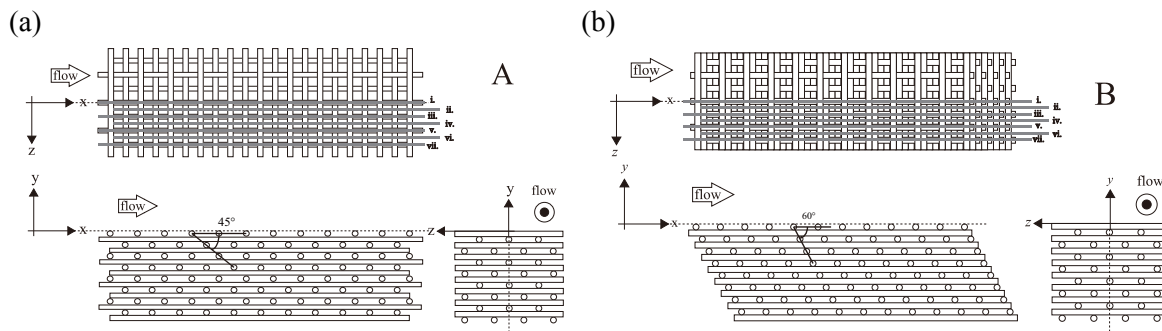 (a)
flow
A
x
z
i.
ii.
iii.
iv.
v.
vi.
vii.
y
flow
45°
x
y
flow
z
(b)
flow
B
x
z
i.
ii.
iii.
iv.
v.
vi.
vii.
y
flow
60°
x
y
flow
z